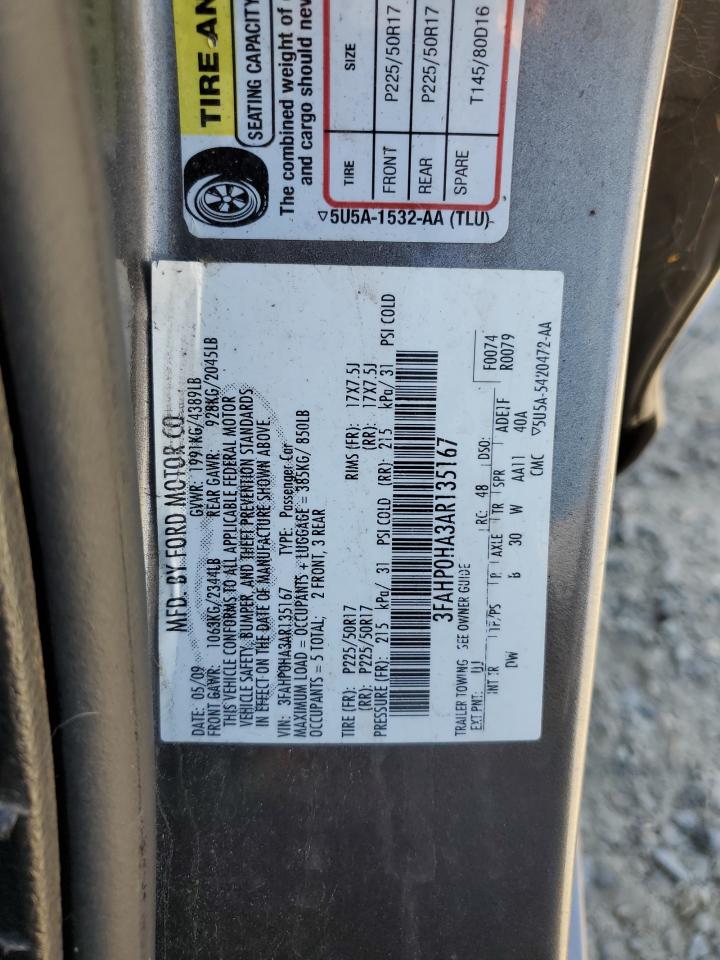 TIRE AN
SEATING CAPACITY
The combined weight of
and cargo should nev
TIRE SIZE
FRONT P225/50R17
REAR P225/50R17
SPARE T145/80D16
5U5A-1532-AA (TLU)
MFD. BY FORD MOTOR CO.
DATE: 05/09 GVWR: 1991KG/4389LB
FRONT GAWR: 1063KG/2344LB REAR GAWR: 928KG/2045LB
THIS VEHICLE CONFORMS TO ALL APPLICABLE FEDERAL MOTOR
VEHICLE SAFETY, BUMPER, AND THEFT PREVENTION STANDARDS
IN EFFECT ON THE DATE OF MANUFACTURE SHOWN ABOVE.
VIN: 3FAHP0HA3AR135167 TYPE: Passenger Car
MAXIMUM LOAD = OCCUPANTS + LUGGAGE = 385KG/ 850LB
OCCUPANTS = 5 TOTAL; 2 FRONT, 3 REAR
TIRE (FR): P225/50R17 RIMS (FR): 17X7.5J
(RR): P225/50R17 (RR): 17X7.5J
PRESSURE (FR) 215 kPa/ 31 PSI COLD (RR) 215 kPa/ 31 PSI COLD
3FAHP0HA3AR135167
TRAILER TOWING SEE OWNER GUIDE F0074
EXT PNT: UJ RC: 48 DSO: R0079
INT TR TP/PS R AXLE TR SPR ADEJF
DW 6 30 W AA11 40A
CMC 5U5A-5420472-AA